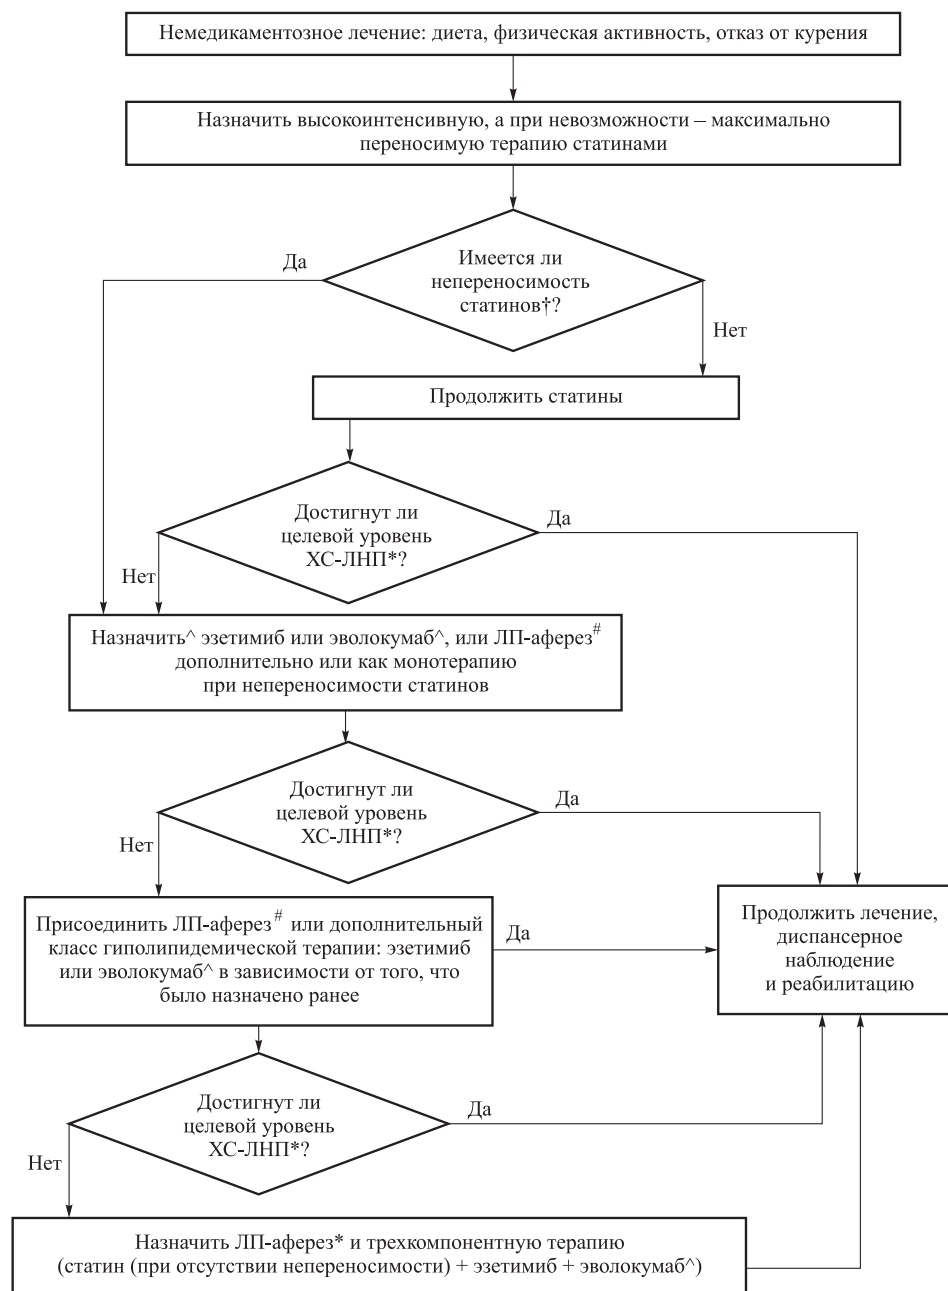 Немедикаментозное лечение: диета, физическая активность, отказ от курения
Назначить высокоинтенсивную, а при невозможности – максимально
переносимую терапию статинами
Имеется ли
непереносимость
статинов†?
Да
Нет
Продолжить статины
Достигнут ли
целевой уровень
ХС-ЛНП*?
Да
Нет
Назначить^ эзетимиб или эволокумаб^, или ЛП-аферез#
дополнительно или как монотерапию
при непереносимости статинов
Достигнут ли
целевой уровень
ХС-ЛНП*?
Да
Нет
Присоединить ЛП-аферез# или дополнительный
класс гиполипидемической терапии: эзетимиб
или эволокумаб^ в зависимости от того, что
было назначено ранее
Да
Продолжить лечение,
диспансерное
наблюдение
и реабилитацию
Достигнут ли
целевой уровень
ХС-ЛНП*?
Да
Нет
Назначить ЛП-аферез* и трехкомпонентную терапию
(статин (при отсутствии непереносимости) + эзетимиб + эволокумаб^)